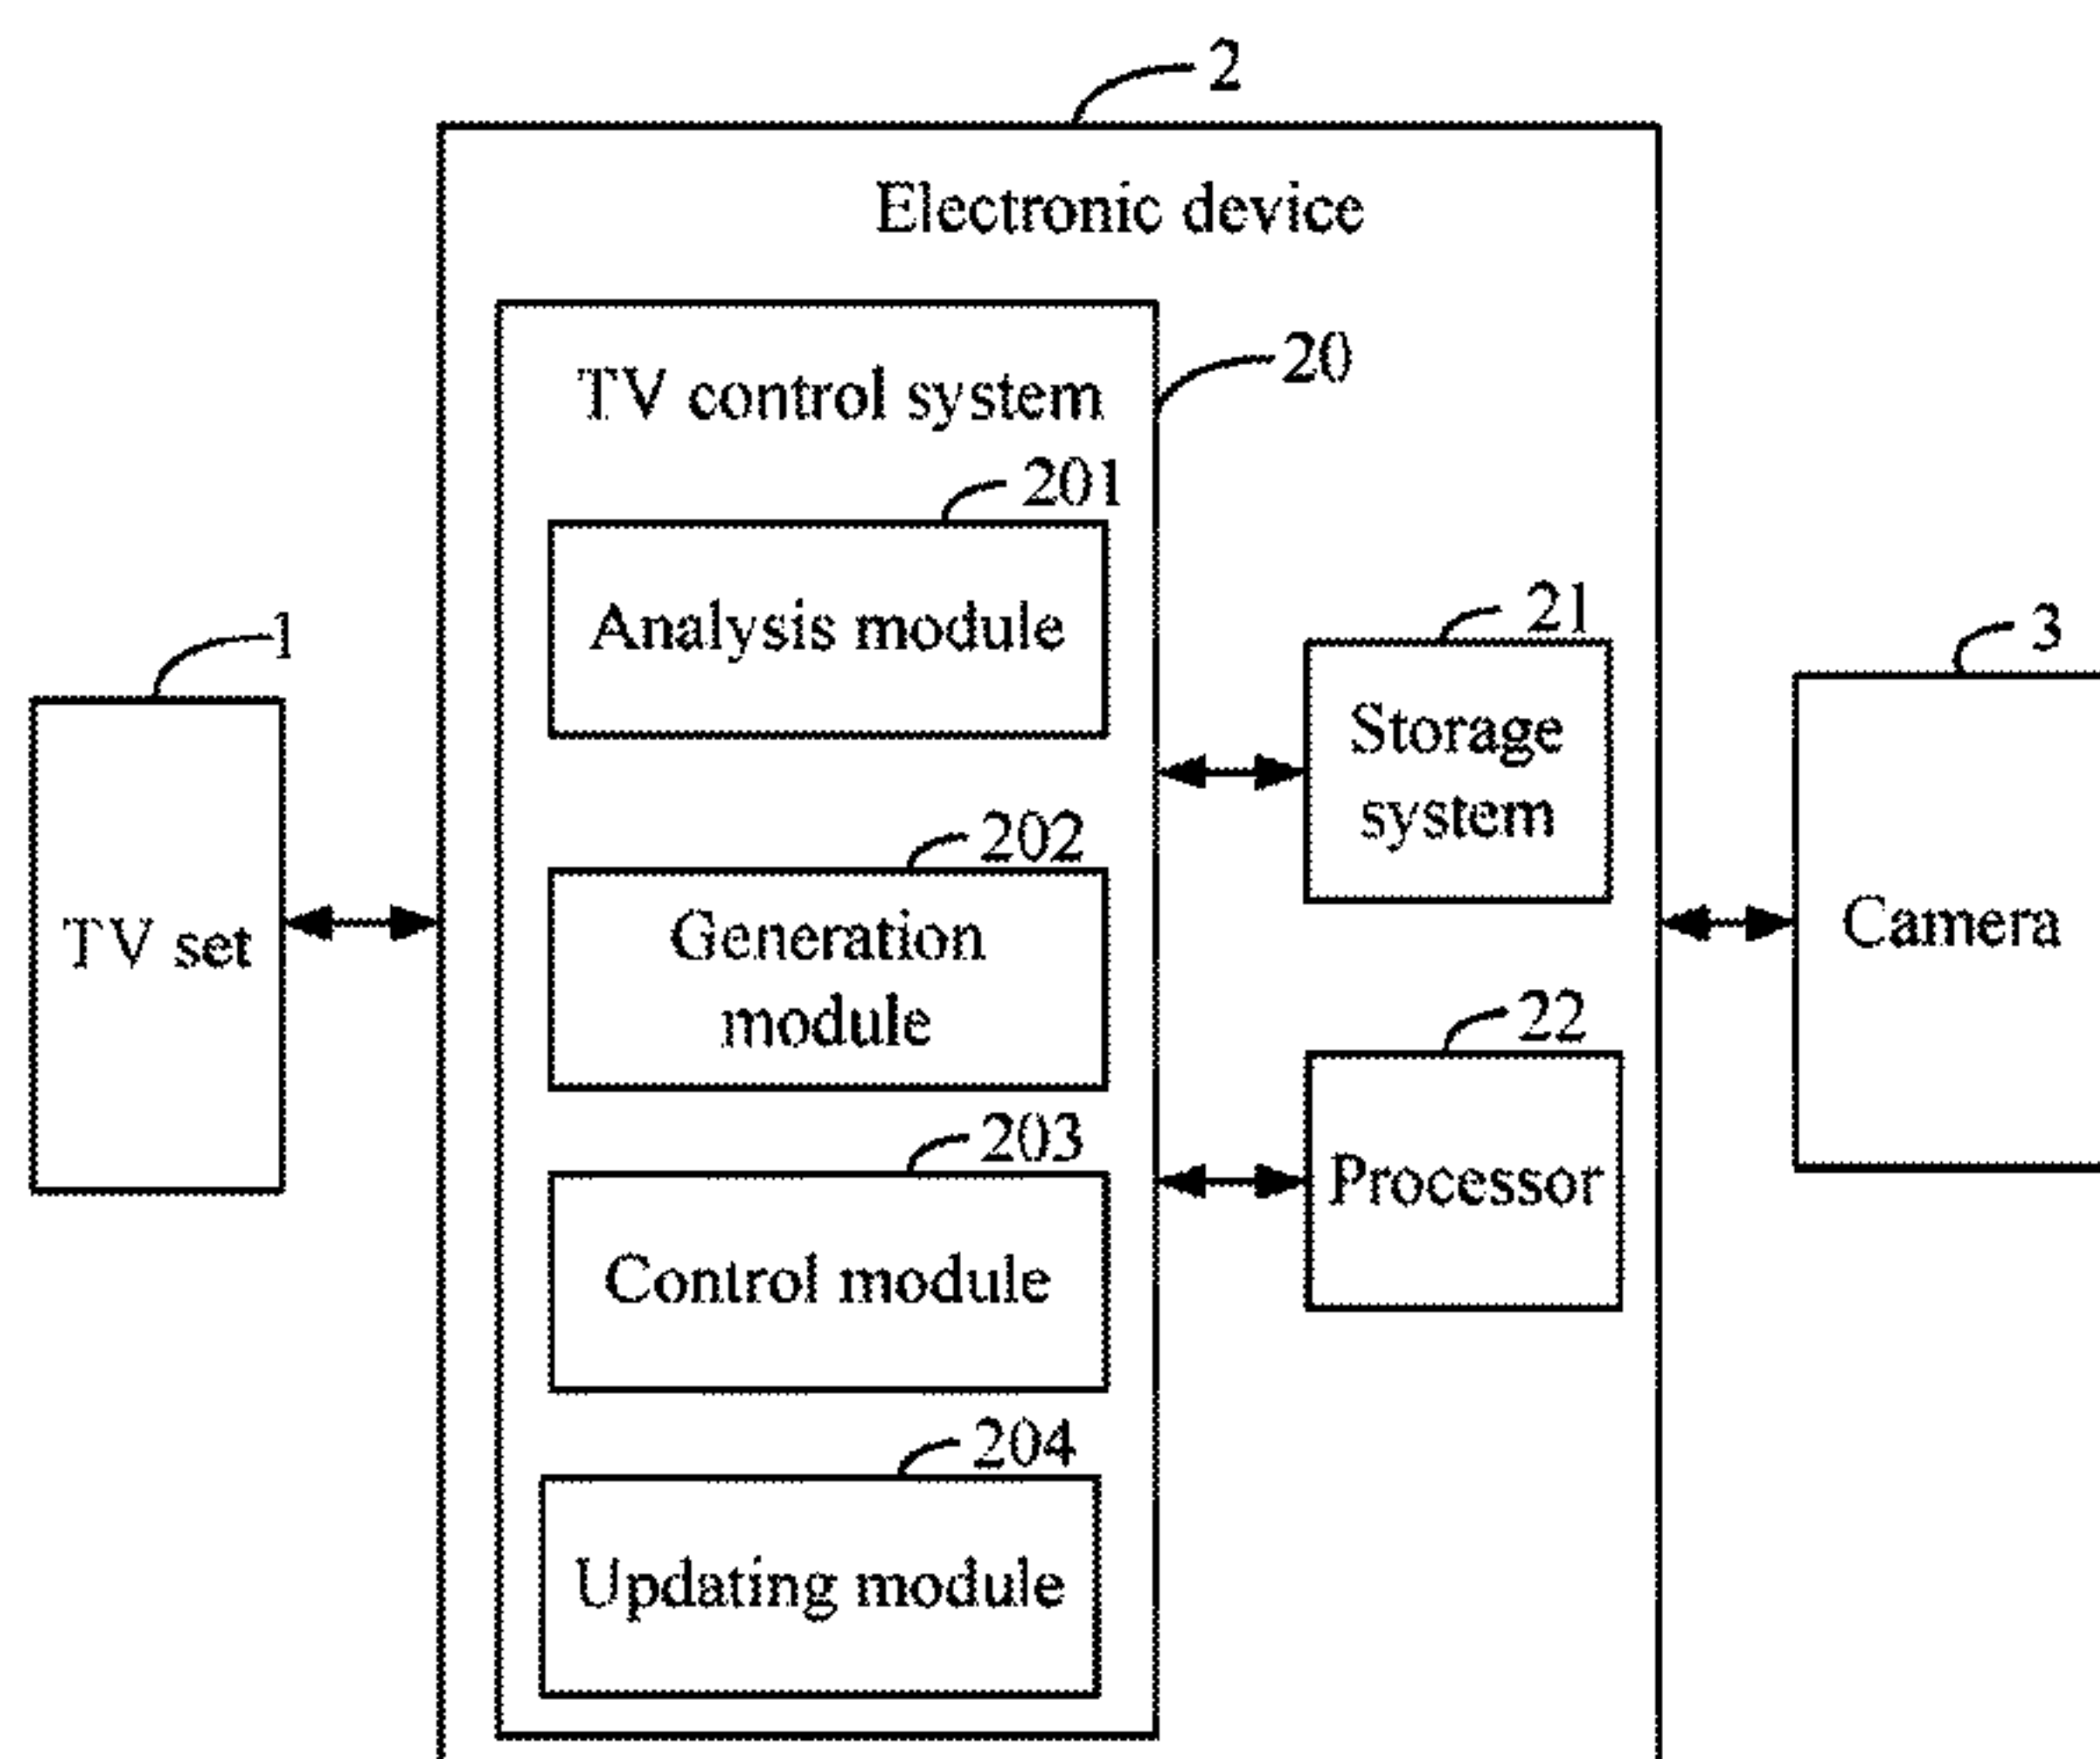 2
Electronic device
20
TV control system
201
Analysis module
21
Storage
system
1
TV set
3
Camera
202
Generation
module
22
Processor
203
Control module
204
Updating module